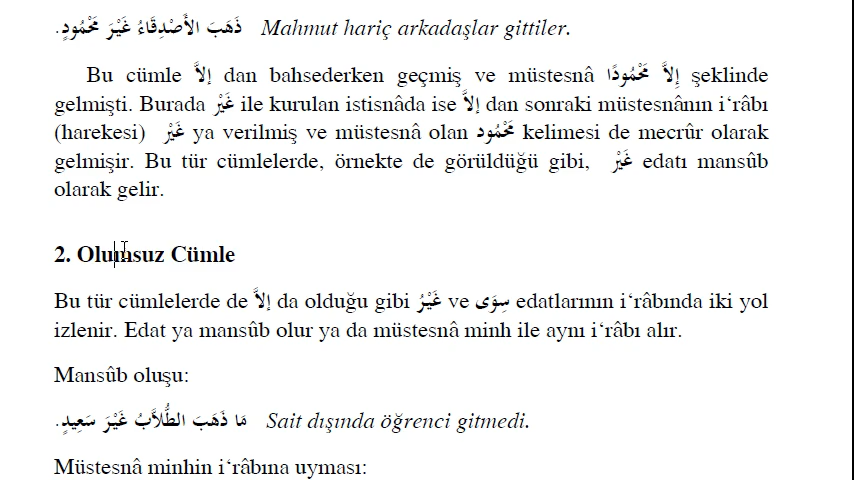 ذَهَبَ الأَصْدِقَاءُ غَيْرَ مَحْمُودٍ. Mahmut hariç arkadaşlar gittiler.
Bu cümle إِلاَّ dan bahsederken geçmiş ve müstesnâ إِلاَّ مَحْمُودًا şeklinde
gelmişti. Burada غَيْر ile kurulan istisnâda ise إلاَّ dan sonraki müstesnânın i‘râbı
(harekesi) غَيْر ya verilmiş ve müstesnâ olan مَحْمُود kelimesi de mecrûr olarak
gelmişir. Bu tür cümlelerde, örnekte de görüldüğü gibi, غَيْر edatı mansûb
olarak gelir.
2. Olumsuz Cümle
Bu tür cümlelerde de إلاَّ da olduğu gibi غَيْرُ ve سِوَى edatlarının i‘râbında iki yol
izlenir. Edat ya mansûb olur ya da müstesnâ minh ile aynı i‘râbı alır.
Mansûb oluşu:
مَا ذَهَبَ الطُّلاَّبُ غَيْرَ سَعِيدٍ. Sait dışında öğrenci gitmedi.
Müstesnâ minhin i‘râbına uyması: